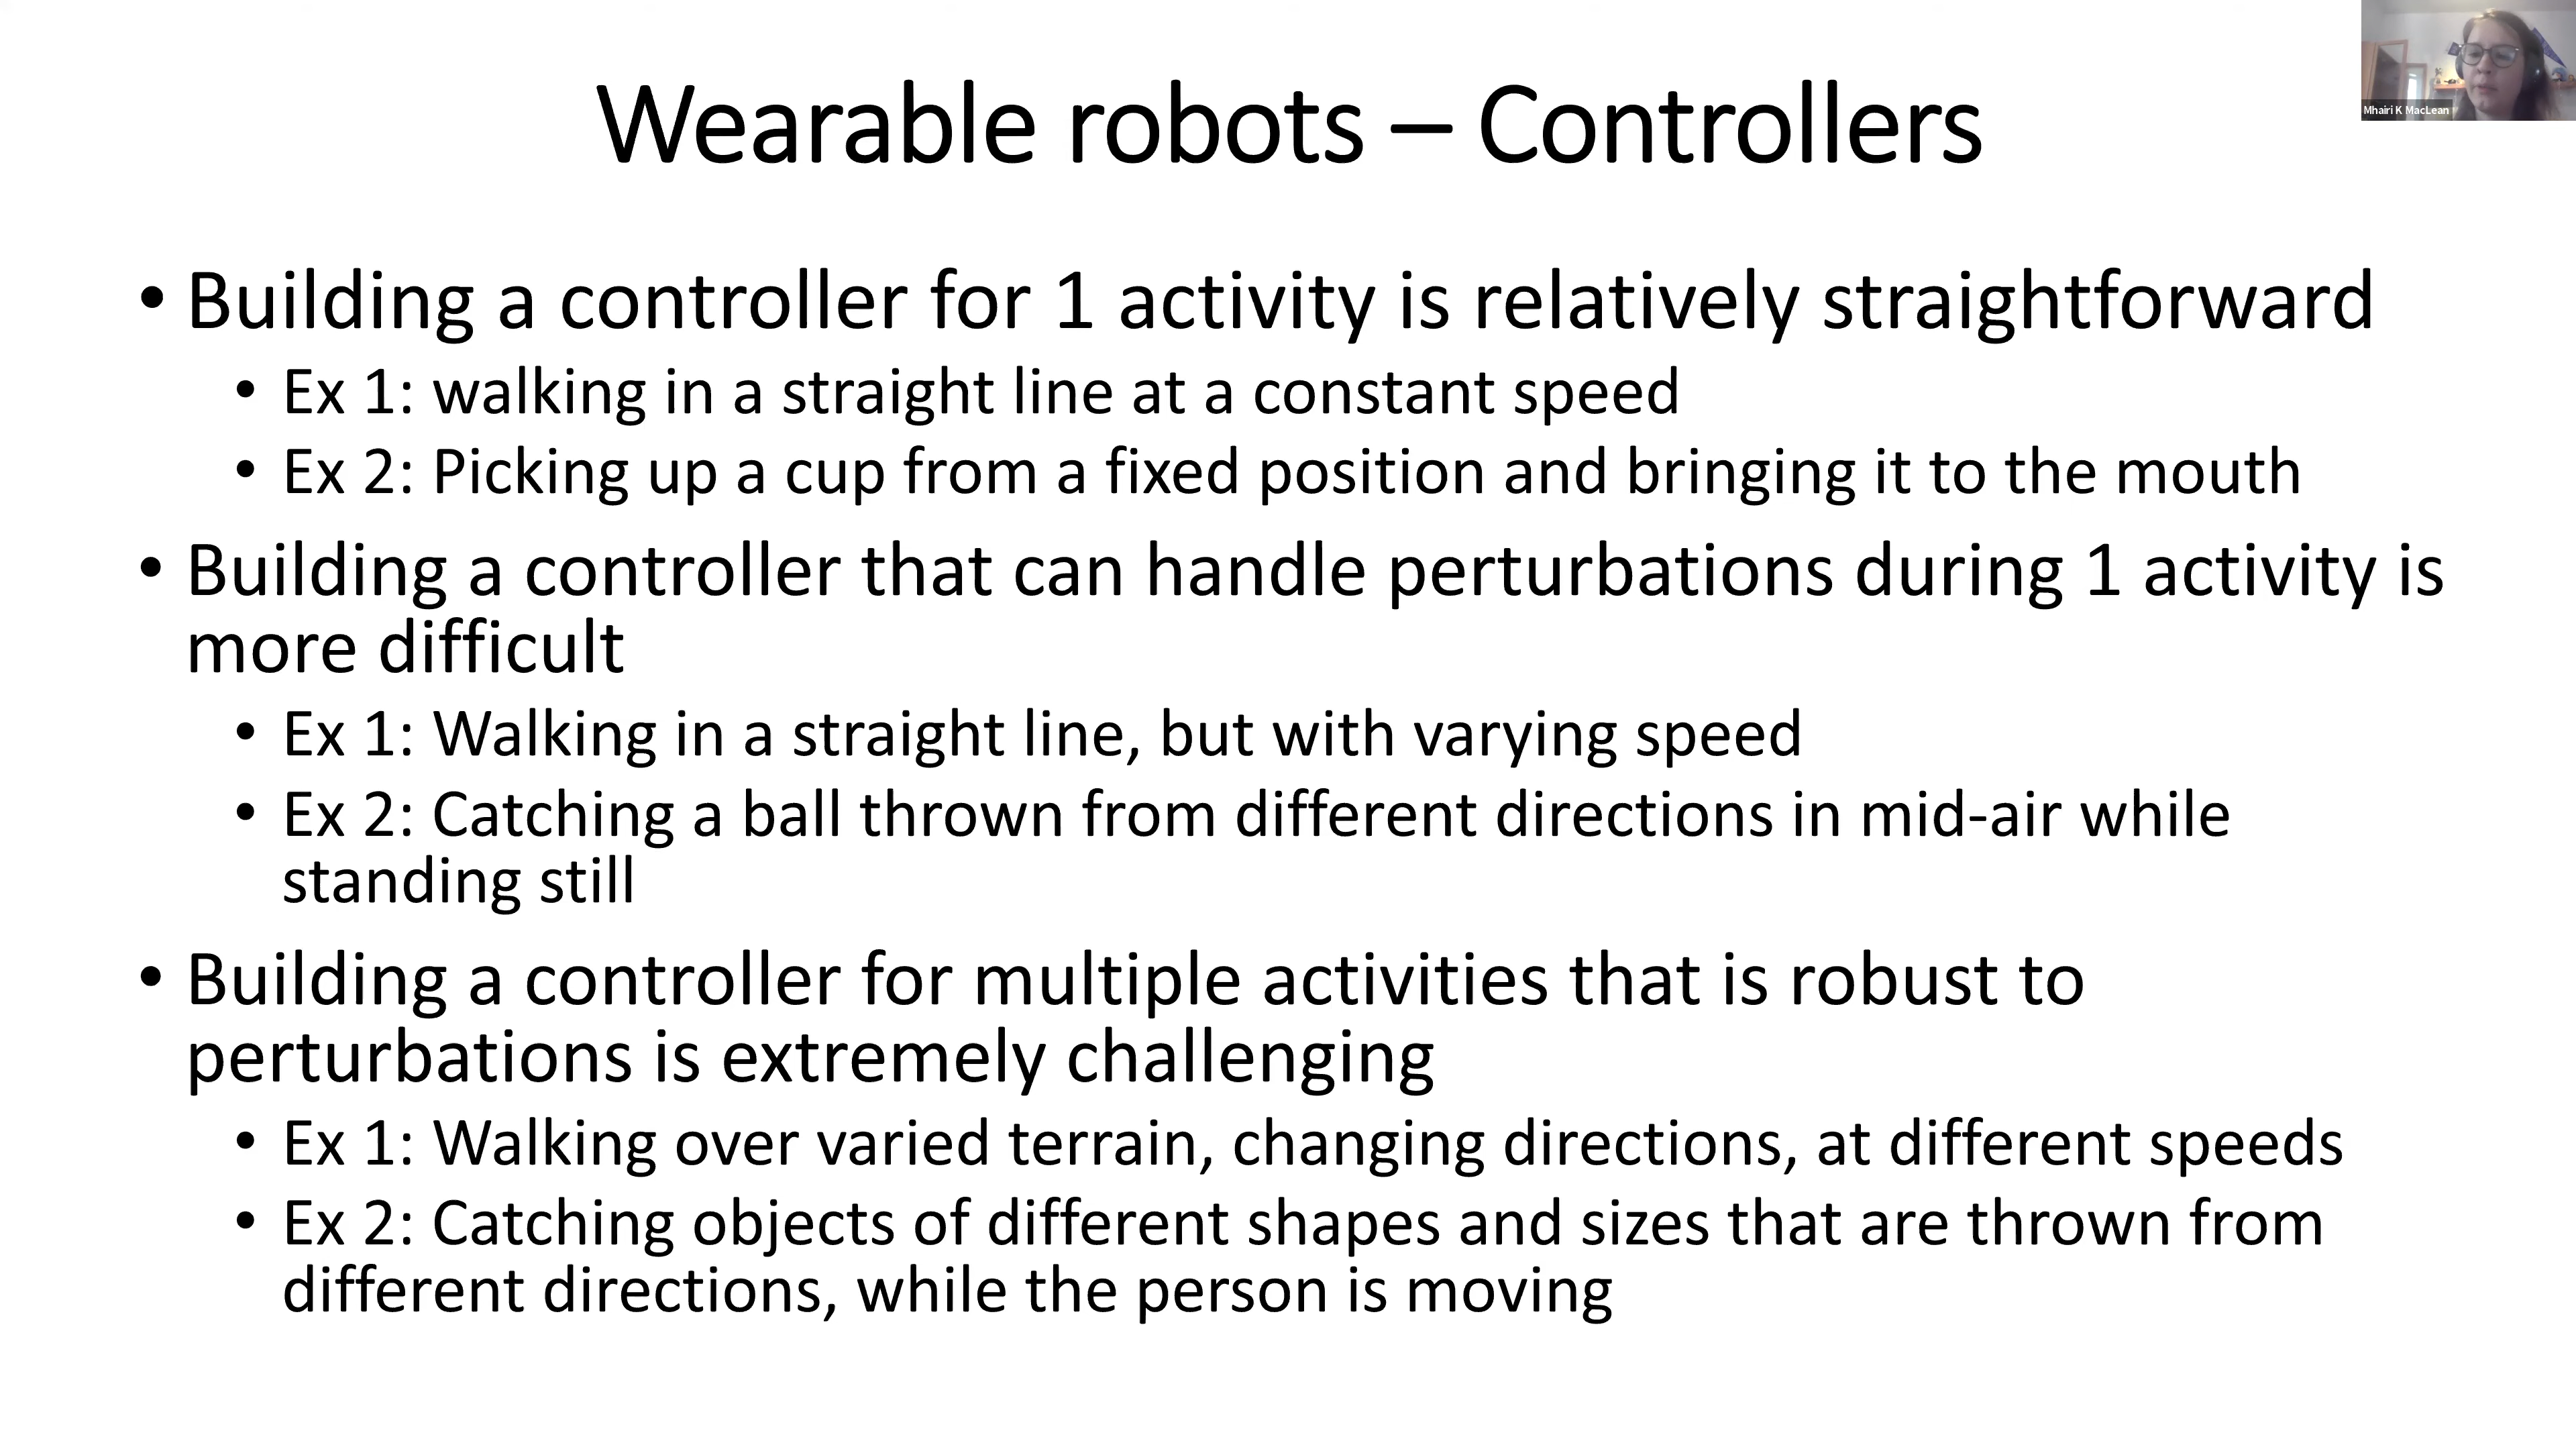 Wearable robots – Controllers
Mhairi K MacLean
• Building a controller for 1 activity is relatively straightforward
• Ex 1: walking in a straight line at a constant speed
• Ex 2: Picking up a cup from a fixed position and bringing it to the mouth
• Building a controller that can handle perturbations during 1 activity is
more difficult
• Ex 1: Walking in a straight line, but with varying speed
• Ex 2: Catching a ball thrown from different directions in mid-air while
standing still
• Building a controller for multiple activities that is robust to
perturbations is extremely challenging
• Ex 1: Walking over varied terrain, changing directions, at different speeds
• Ex 2: Catching objects of different shapes and sizes that are thrown from
different directions, while the person is moving